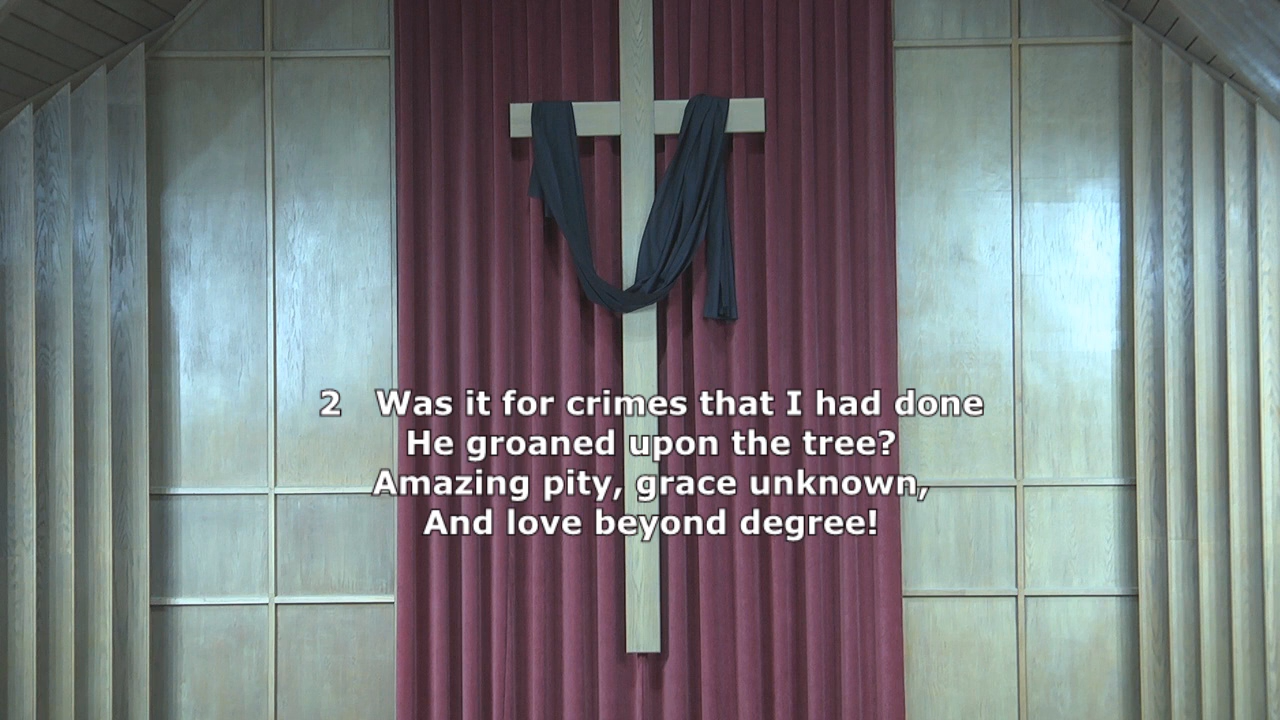 2 Was it for crimes that I had done
He groaned upon the tree?
Amazing pity, grace unknown,
And love beyond degree!